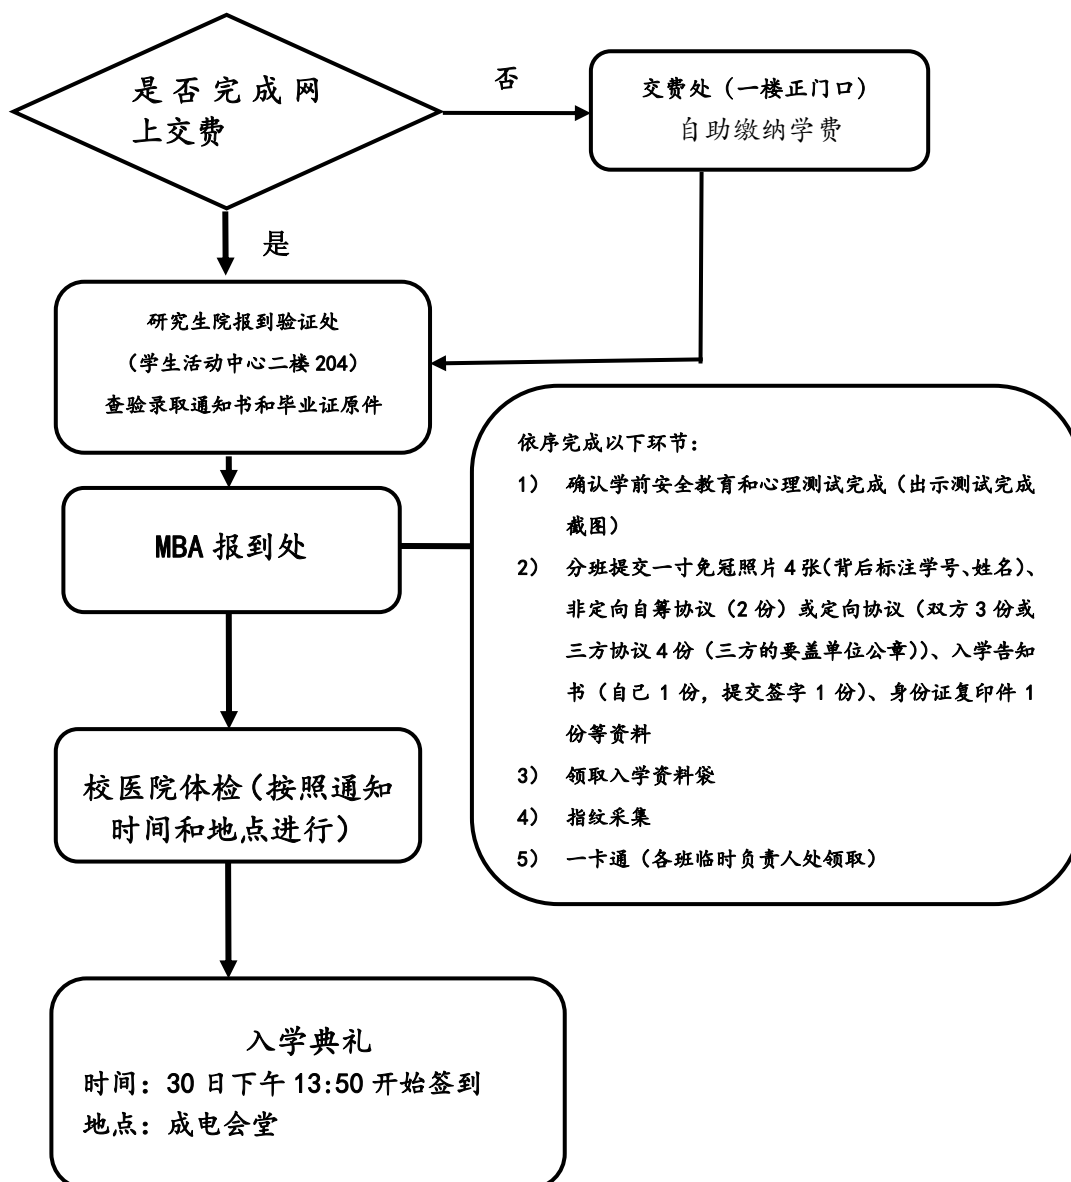 是否完成网
上交费
否
交费处（一楼正门口）
自助缴纳学费
是
研究生院报到验证处
（学生活动中心二楼 204）
查验录取通知书和毕业证原件
MBA 报到处
依序完成以下环节：
1） 确认学前安全教育和心理测试完成（出示测试完成
截图）
2） 分班提交一寸免冠照片 4 张（背后标注学号、姓名）、
非定向自筹协议（2 份）或定向协议（双方 3 份或
三方协议 4 份（三方的要盖单位公章））、入学告知
书（自己 1 份，提交签字 1 份）、身份证复印件 1
份等资料
3） 领取入学资料袋
4） 指纹采集
5） 一卡通（各班临时负责人处领取）
校医院体检（按照通知
时间和地点进行）
入学典礼
时间：30 日下午 13:50 开始签到
地点：成电会堂